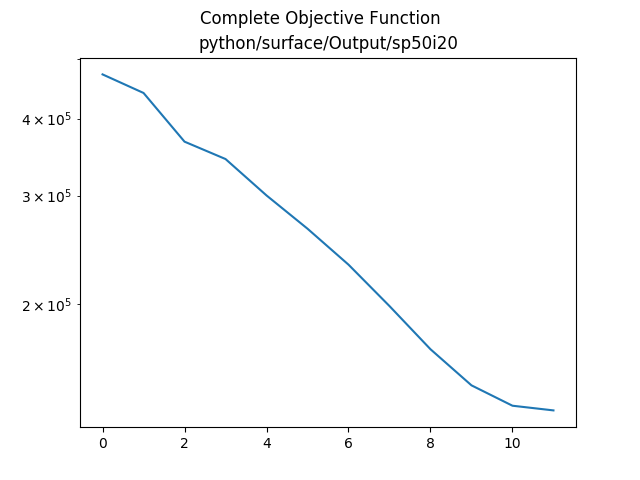 Complete Objective Function
python/surface/Output/sp50i20
4 × 10⁵
3 × 10⁵
2 × 10⁵
0 2 4 6 8 10